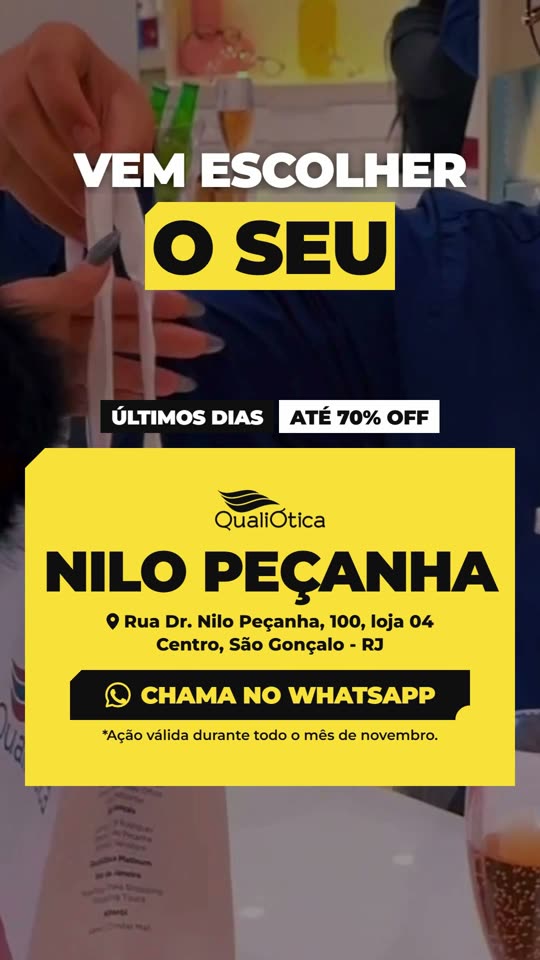 VEM ESCOLHER
O SEU
ÚLTIMOS DIAS ATÉ 70% OFF
QualiÓtica
NILO PEÇANHA
Rua Dr. Nilo Peçanha, 100, loja 04
Centro, São Gonçalo - RJ
CHAMA NO WHATSAPP
*Ação válida durante todo o mês de novembro.